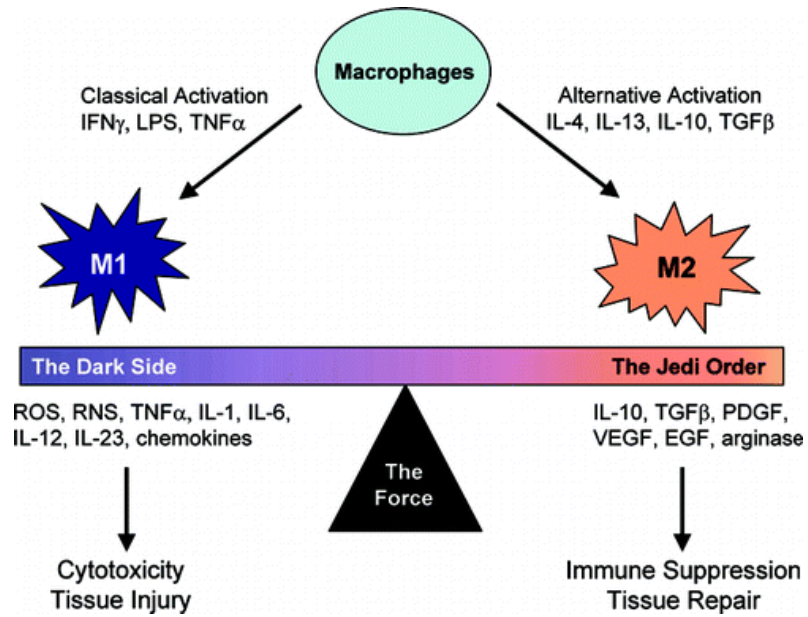 Macrophages
Classical Activation
IFNγ, LPS, TNFα
Alternative Activation
IL-4, IL-13, IL-10, TGFβ
M1
M2
The Dark Side
The Jedi Order
ROS, RNS, TNFα, IL-1, IL-6,
IL-12, IL-23, chemokines
IL-10, TGFβ, PDGF,
VEGF, EGF, arginase
The
Force
Cytotoxicity
Tissue Injury
Immune Suppression
Tissue Repair